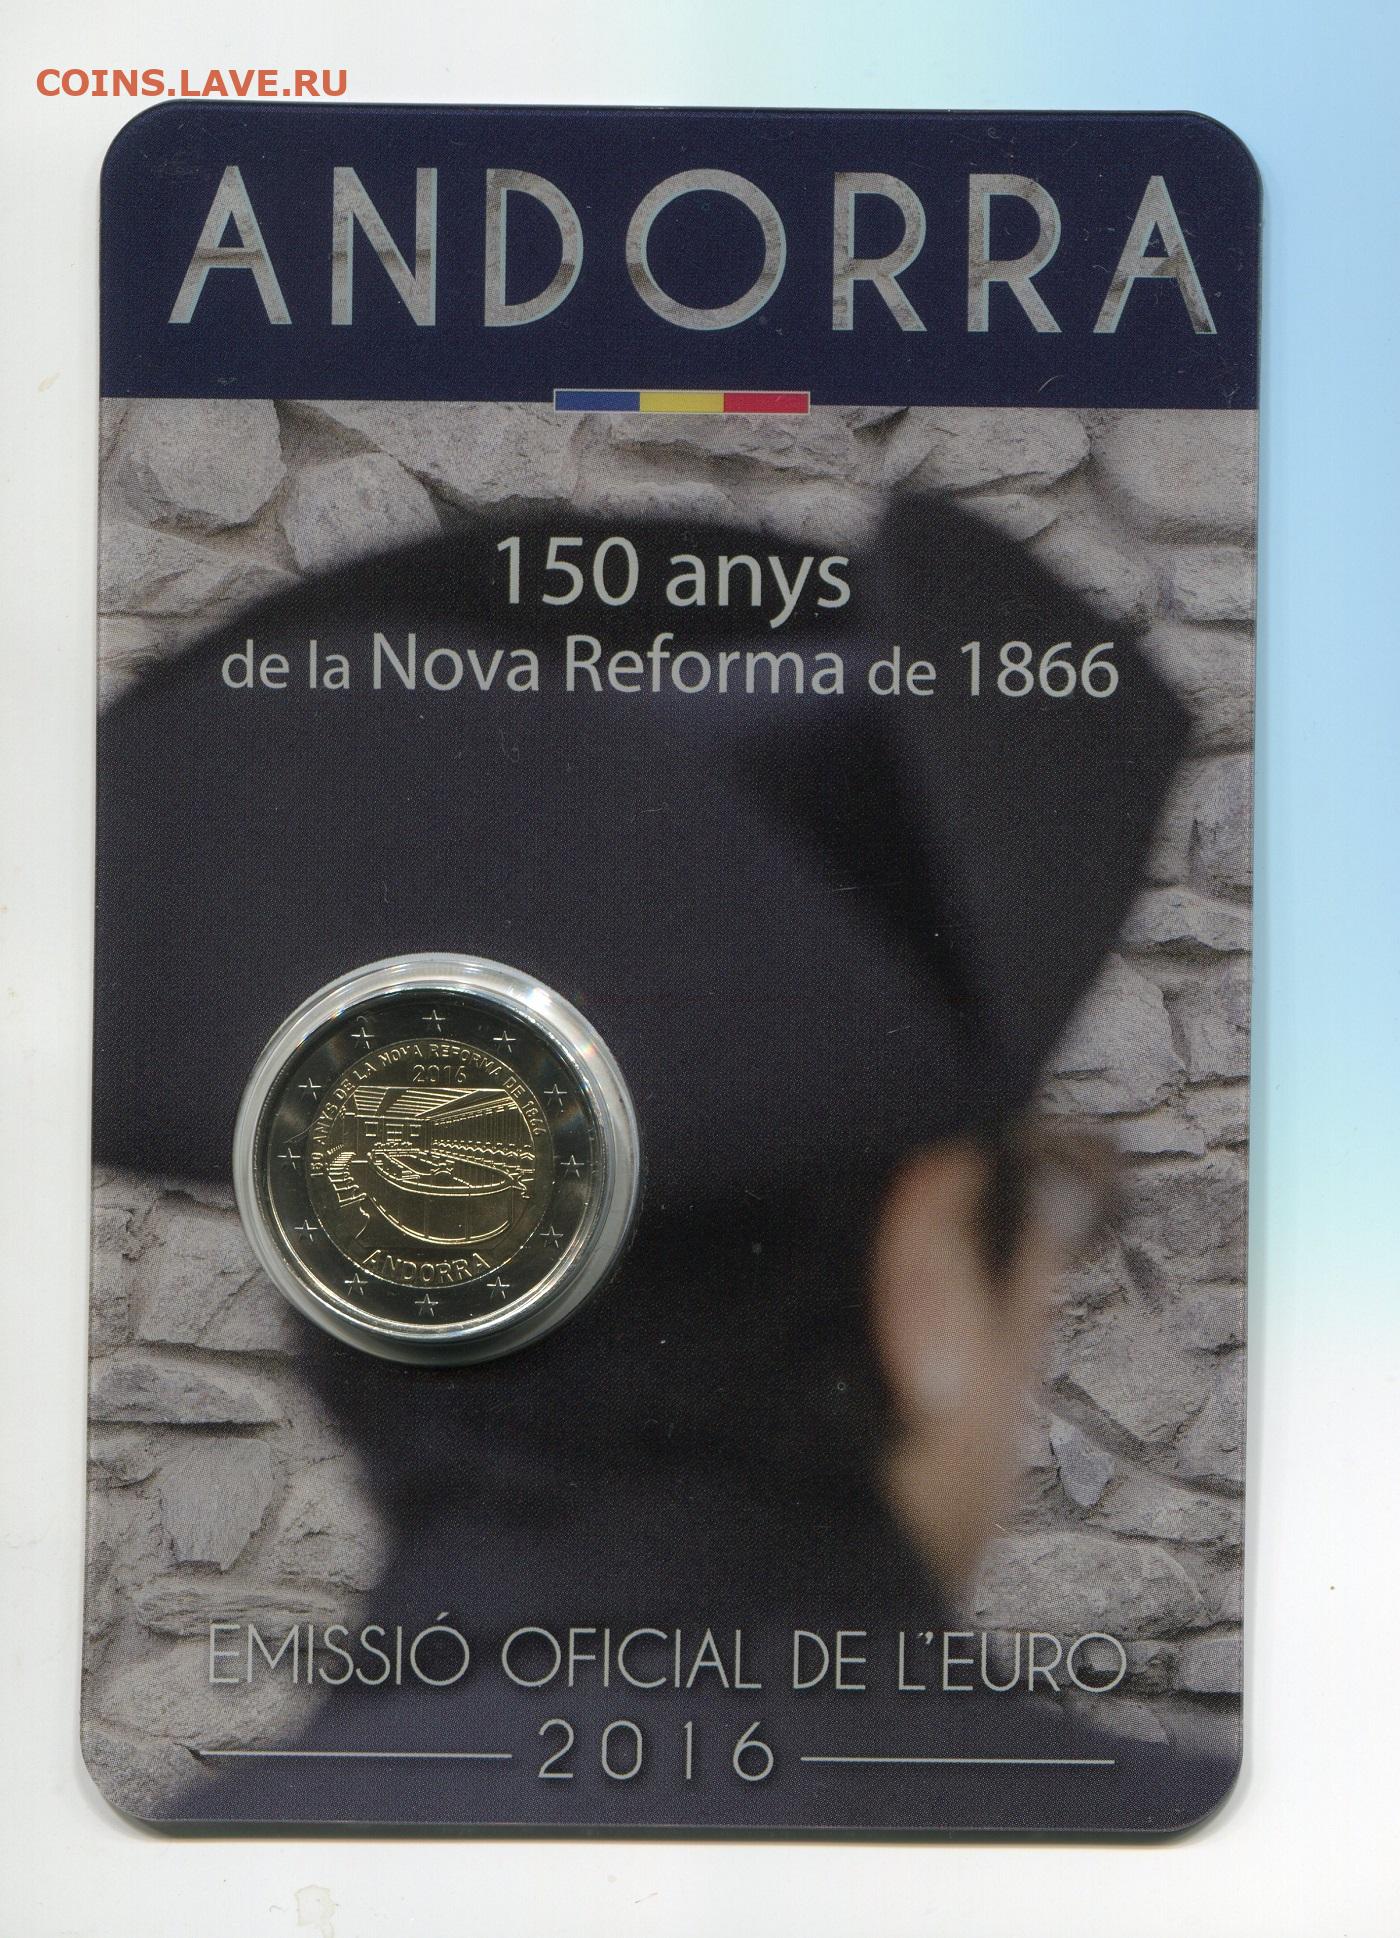 COINS.LAVE.RU
ANDORRA
150 anys
de la Nova Reforma de 1866
150 ANYS DE LA NOVA REFORMA DE 1866
2016
ANDORRA
EMISSIÓ OFICIAL DE L'EURO
2016